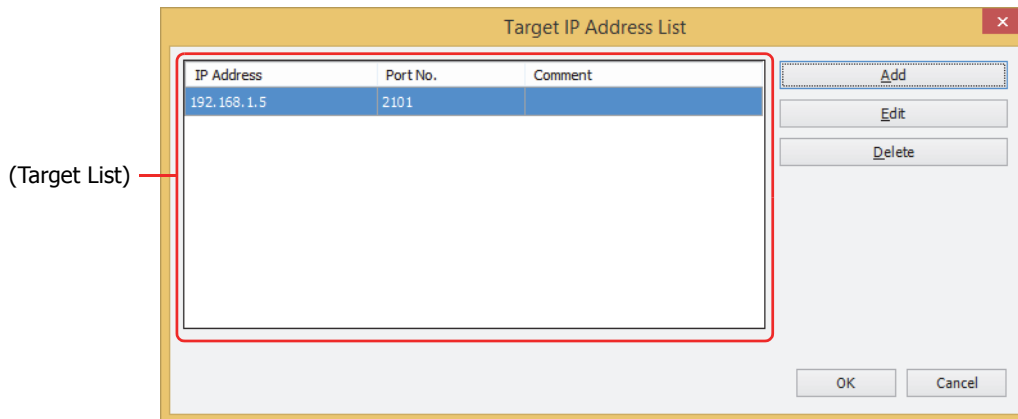 Target IP Address List
IP Address Port No. Comment
192.168.1.5 2101
Add
Edit
Delete
(Target List)
OK Cancel